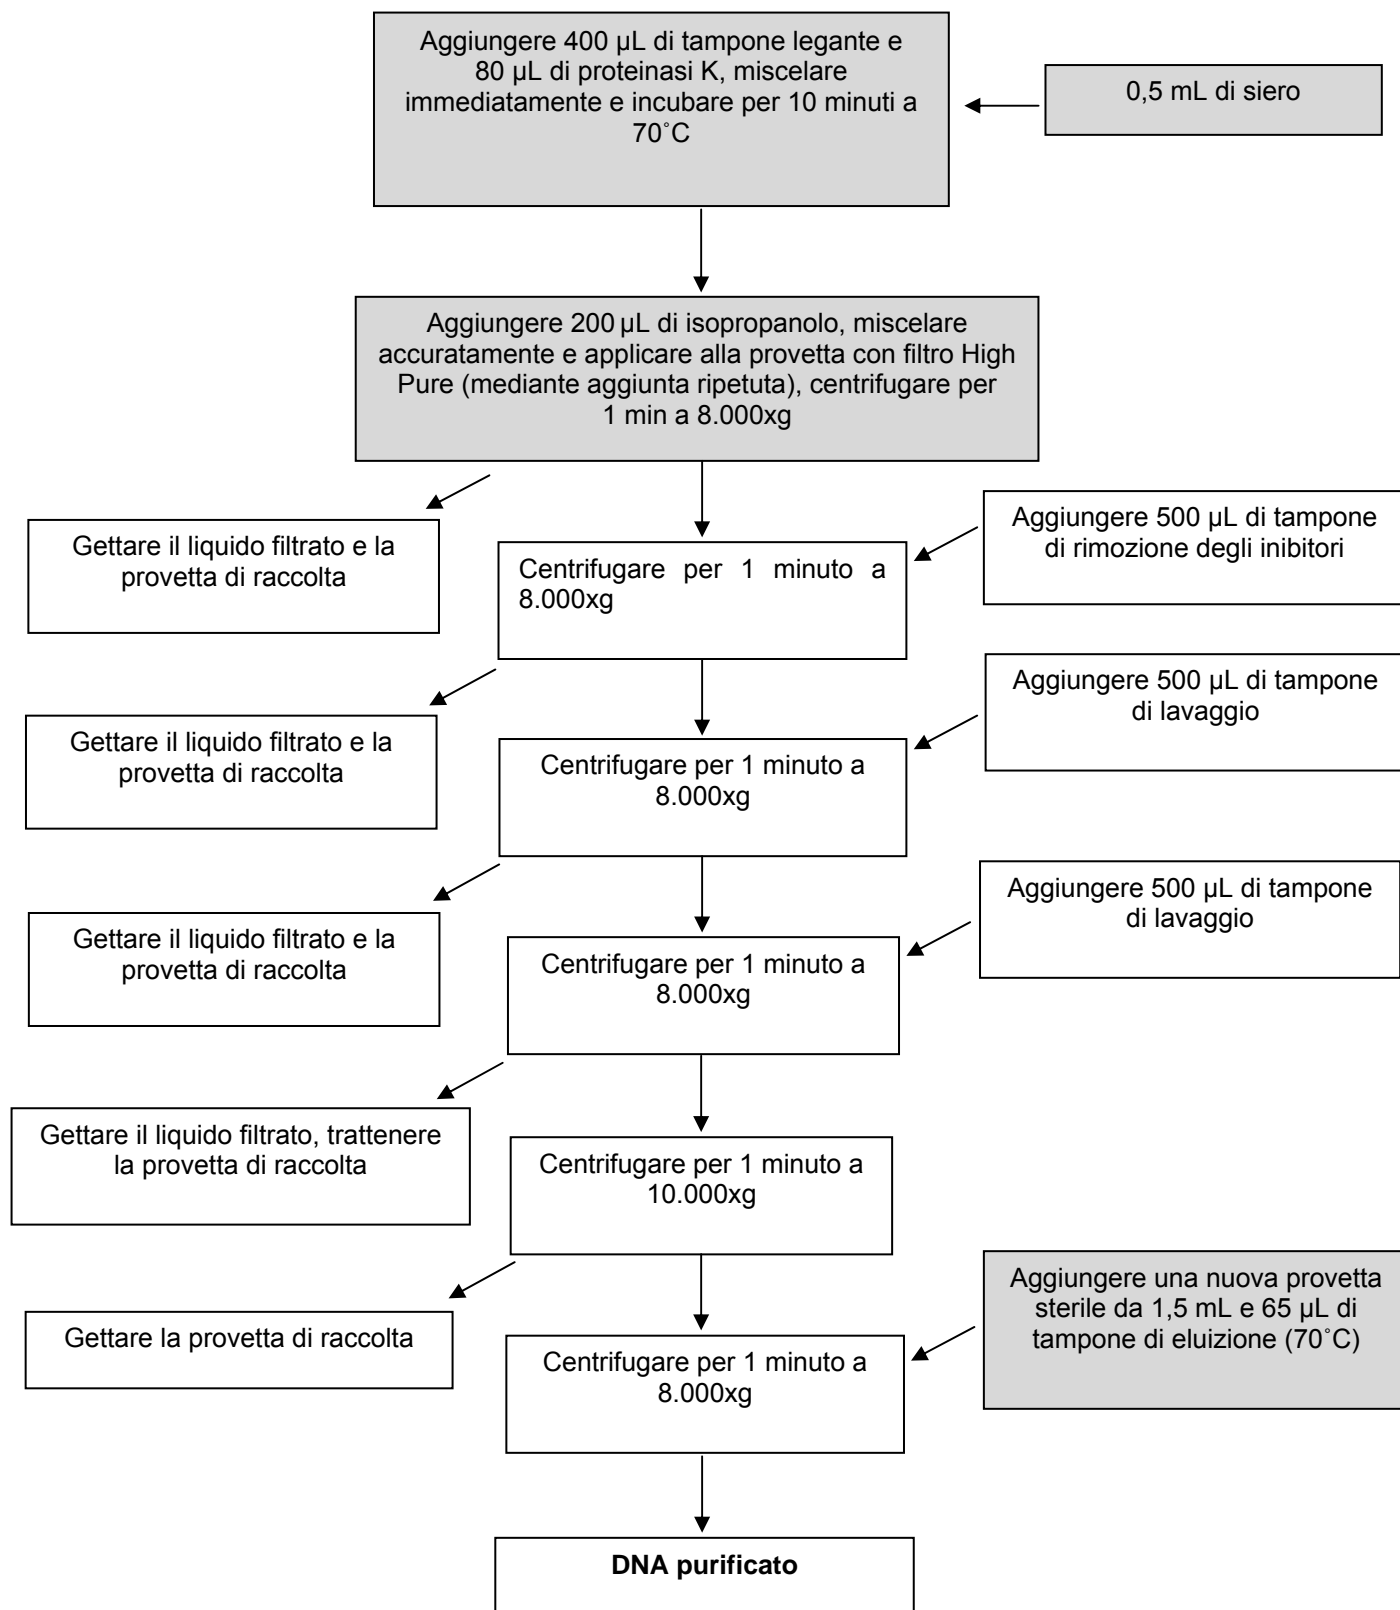 Aggiungere 400 µL di tampone legante e
80 µL di proteinasi K, miscelare
immediatamente e incubare per 10 minuti a
70˚C
0,5 mL di siero
Aggiungere 200 µL di isopropanolo, miscelare
accuratamente e applicare alla provetta con filtro High
Pure (mediante aggiunta ripetuta), centrifugare per
1 min a 8.000xg
Gettare il liquido filtrato e la
provetta di raccolta
Aggiungere 500 µL di tampone
di rimozione degli inibitori
Centrifugare per 1 minuto a
8.000xg
Gettare il liquido filtrato e la
provetta di raccolta
Aggiungere 500 µL di tampone
di lavaggio
Centrifugare per 1 minuto a
8.000xg
Gettare il liquido filtrato e la
provetta di raccolta
Aggiungere 500 µL di tampone
di lavaggio
Centrifugare per 1 minuto a
8.000xg
Gettare il liquido filtrato, trattenere
la provetta di raccolta
Centrifugare per 1 minuto a
10.000xg
Gettare la provetta di raccolta
Aggiungere una nuova provetta
sterile da 1,5 mL e 65 µL di
tampone di eluizione (70˚C)
Centrifugare per 1 minuto a
8.000xg
DNA purificato